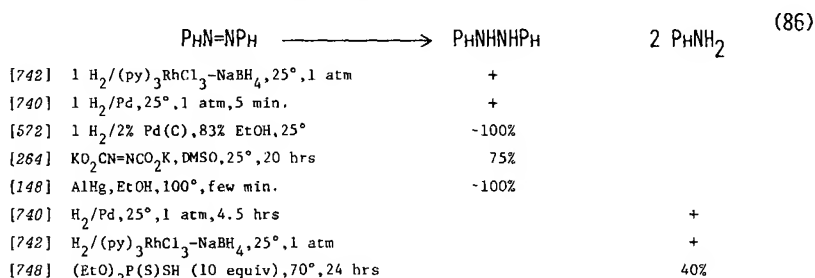 (86)
PHN=NPH ⟶ PHNHNHPH 2 PHNH₂
[742] 1 H₂/(py)₃RhCl₃-NaBH₄,25°,1 atm +
[740] 1 H₂/Pd,25°,1 atm,5 min. +
[572] 1 H₂/2% Pd(C),83% EtOH,25° ~100%
[264] KO₂CN=NCO₂K,DMSO,25°,20 hrs 75%
[148] AlHg,EtOH,100°,few min. ~100%
[740] H₂/Pd,25°,1 atm,4.5 hrs +
[742] H₂/(py)₃RhCl₃-NaBH₄,25°,1 atm +
[748] (EtO)₂P(S)SH (10 equiv),70°,24 hrs 40%